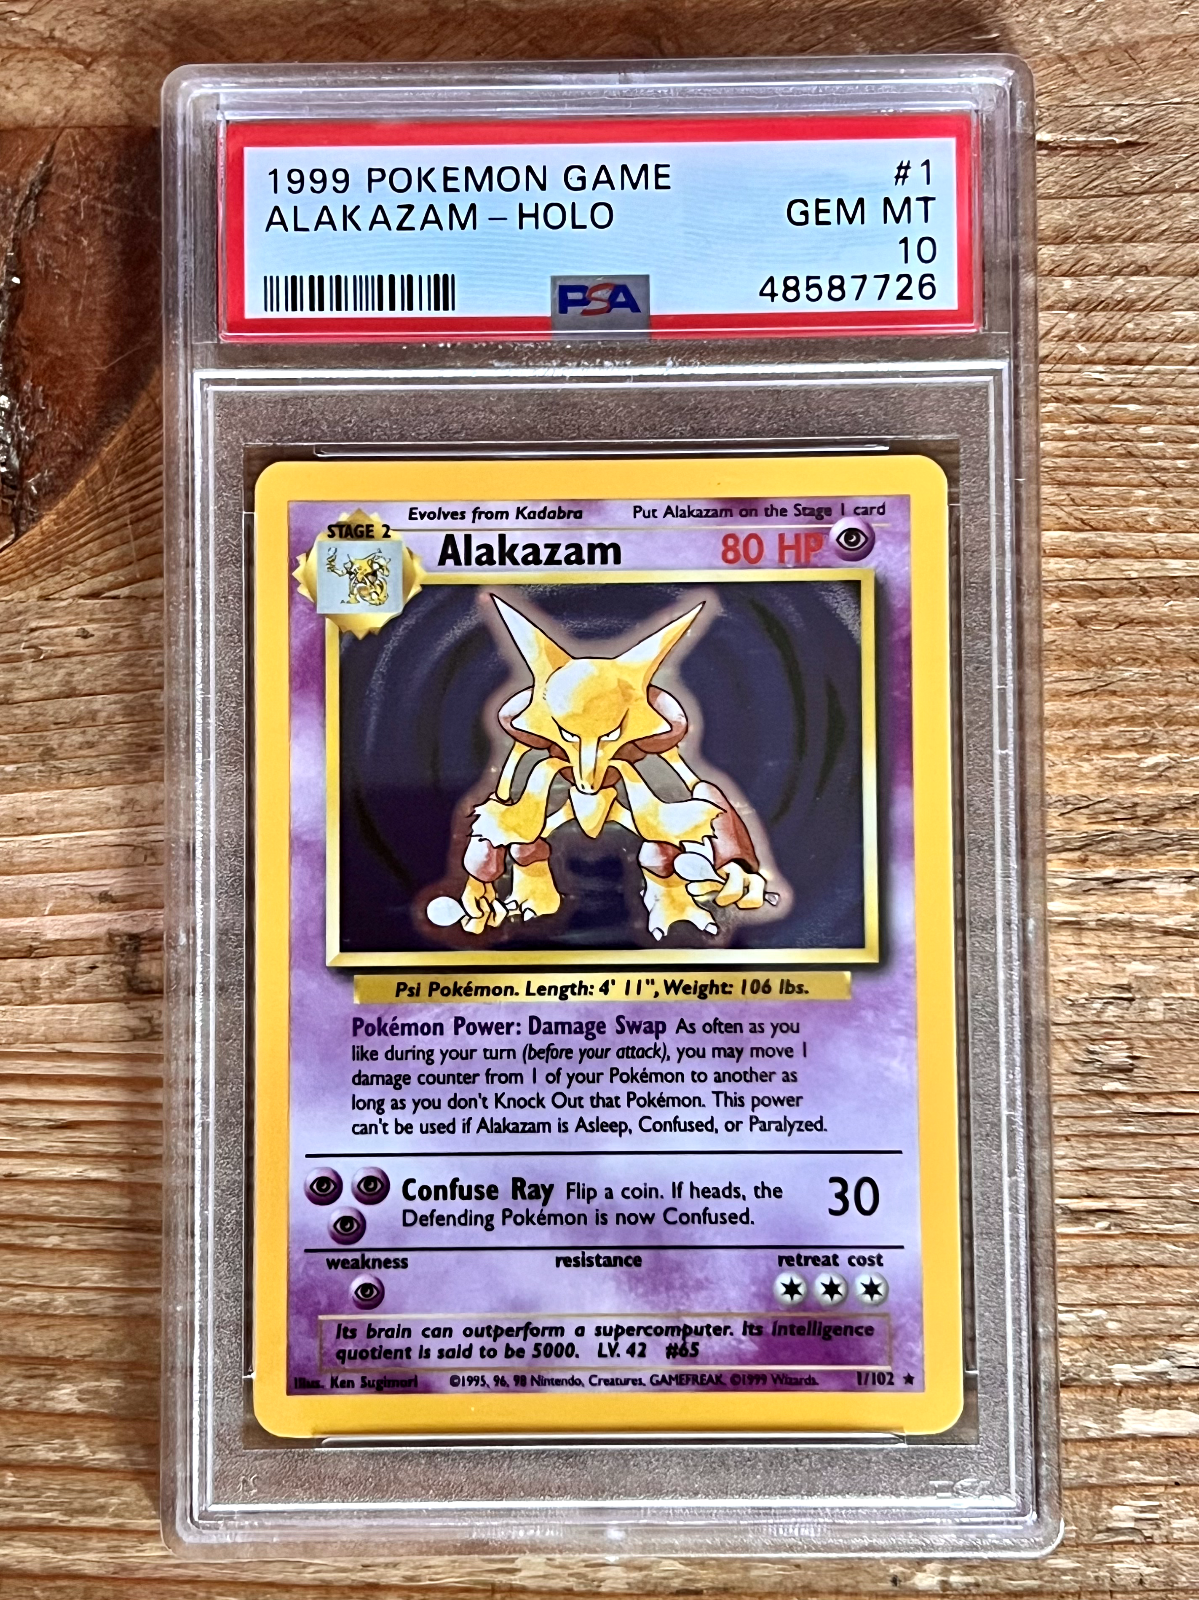 1999 POKEMON GAME #1
ALAKAZAM - HOLO GEM MT
10
PSA 48587726
Evolves from Kadabra Put Alakazam on the Stage 1 card
STAGE 2
Alakazam 80 HP
Psi Pokémon. Length: 4' 11", Weight: 106 lbs.
Pokémon Power: Damage Swap As often as you
like during your turn (before your attack), you may move 1
damage counter from 1 of your Pokémon to another as
long as you don't Knock Out that Pokémon. This power
can't be used if Alakazam is Asleep, Confused, or Paralyzed.
Confuse Ray Flip a coin. If heads, the 30
Defending Pokémon is now Confused.
weakness resistance retreat cost
Its brain can outperform a supercomputer. Its intelligence
quotient is said to be 5000. LV. 42 #65
Illus. Ken Sugimori ©1995, 96, 98 Nintendo, Creatures, GAMEFREAK. ©1999 Wizards. 1/102 ★